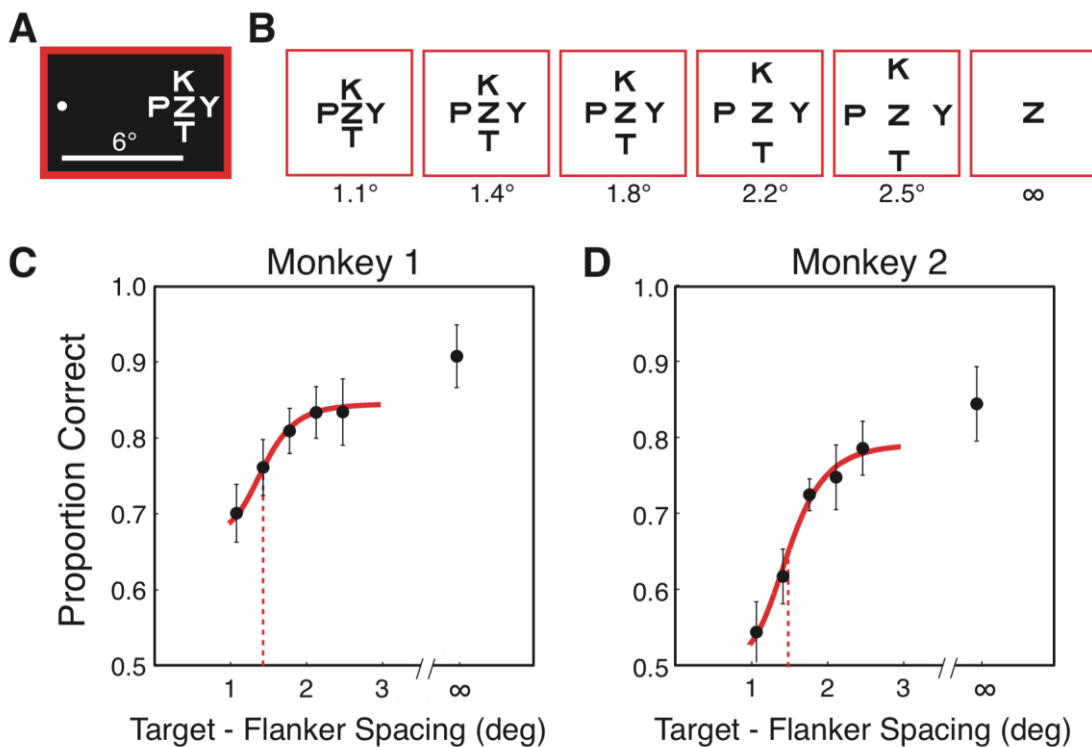 A
K
P Z Y
T
6°
B
K
P Z Y
T
1.1°
K
P Z Y
T
1.4°
K
P Z Y
T
1.8°
K
P Z Y
T
2.2°
K
P Z Y
T
2.5°
Z
∞
C
Monkey 1
Proportion Correct
1.0
0.9
0.8
0.7
0.6
0.5
1 2 3 // ∞
Target - Flanker Spacing (deg)
D
Monkey 2
1.0
0.9
0.8
0.7
0.6
0.5
1 2 3 // ∞
Target - Flanker Spacing (deg)